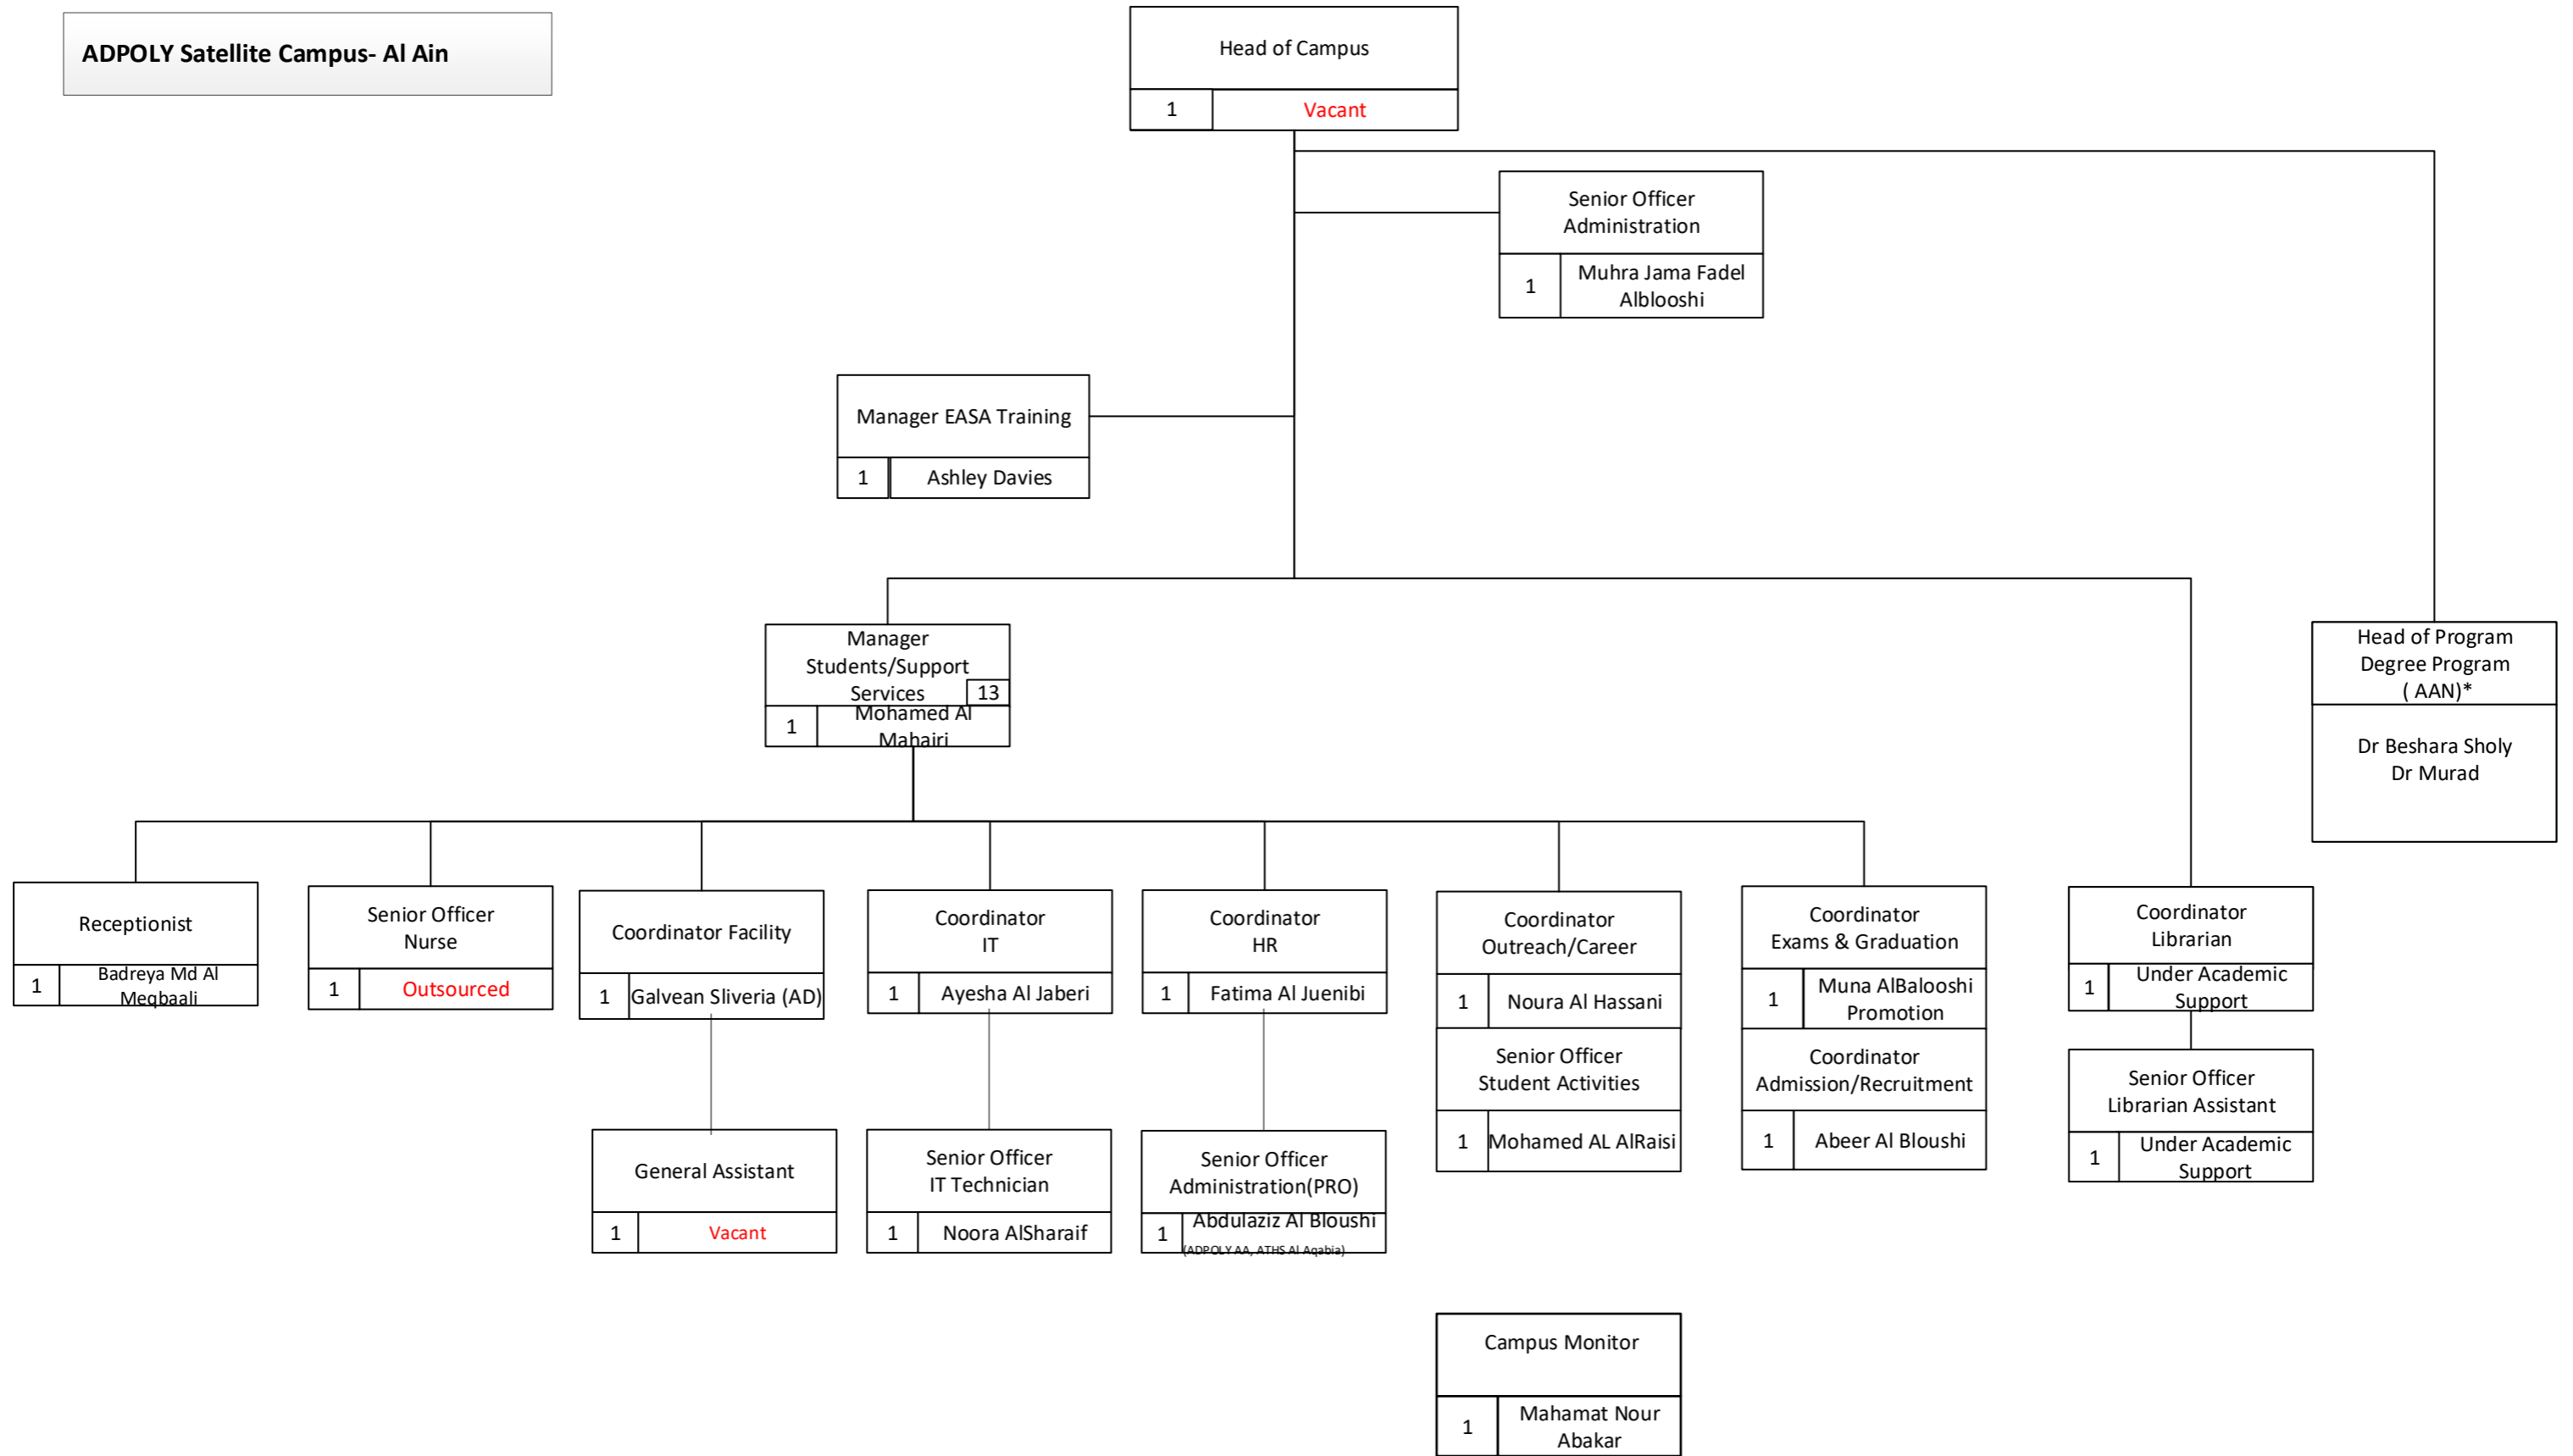 ADPOLY Satellite Campus- Al Ain
Head of Campus
1
Vacant
Senior Officer
Administration
1
Muhra Jama Fadel
Alblooshi
Manager EASA Training
1
Ashley Davies
Manager
Students/Support
Services
13
1
Mohamed Al
Mahairi
Head of Program
Degree Program
( AAN)*
Dr Beshara Sholy
Dr Murad
Receptionist
1
Badreya Md Al
Meqbaali
Senior Officer
Nurse
1
Outsourced
Coordinator Facility
1
Galvean Sliveria (AD)
Coordinator
IT
1
Ayesha Al Jaberi
Coordinator
HR
1
Fatima Al Juenibi
Coordinator
Outreach/Career
1
Noura Al Hassani
Senior Officer
Student Activities
1
Mohamed AL AlRaisi
Coordinator
Exams & Graduation
1
Muna AlBalooshi
Promotion
Coordinator
Admission/Recruitment
1
Abeer Al Bloushi
Coordinator
Librarian
1
Under Academic
Support
Senior Officer
Librarian Assistant
1
Under Academic
Support
General Assistant
1
Vacant
Senior Officer
IT Technician
1
Noora AlSharaif
Senior Officer
Administration(PRO)
1
Abdulaziz Al Bloushi
(ADPOLY AA, ATHS Al Aqabia)
Campus Monitor
1
Mahamat Nour
Abakar